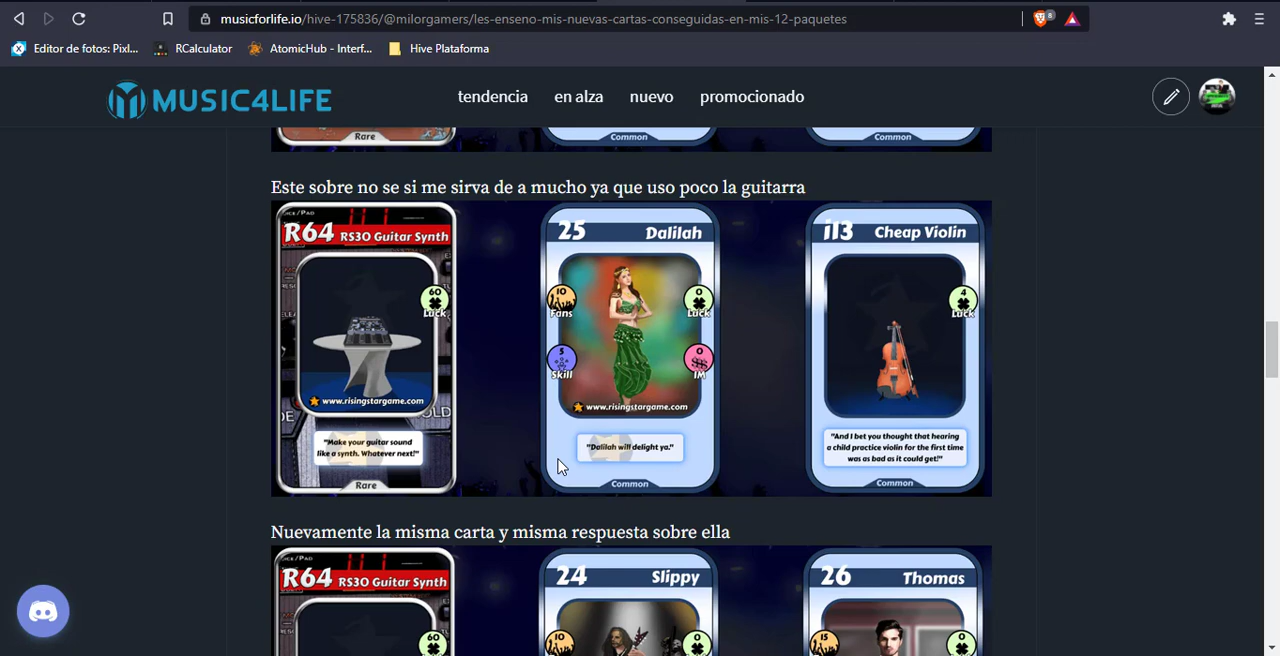 musicforlife.io/hive-175836/@milorgamers/les-enseno-mis-nuevas-cartas-conseguidas-en-mis-12-paquetes
8
Editor de fotos: Pixl...
RCalculator
AtomicHub - Interf...
Hive Plataforma
MUSIC4LIFE
tendencia
en alza
nuevo
promocionado
Rare
Common
Common
Este sobre no se si me sirva de a mucho ya que uso poco la guitarra
R64 RS30 Guitar Synth
60
Luck
www.risingstargame.com
"Make your guitar sound
like a synth. Whatever next!"
Rare
25 Dalilah
10
Fans
0
Luck
5
Skill
0
IM
www.risingstargame.com
"Dalilah will delight ya."
Common
i13 Cheap Violin
4
Luck
"And I bet you thought that hearing
a child practice violin for the first time
was as bad as it could get!"
Common
Nuevamente la misma carta y misma respuesta sobre ella
R64 RS30 Guitar Synth
60
24 Slippy
10
0
26 Thomas
15
0